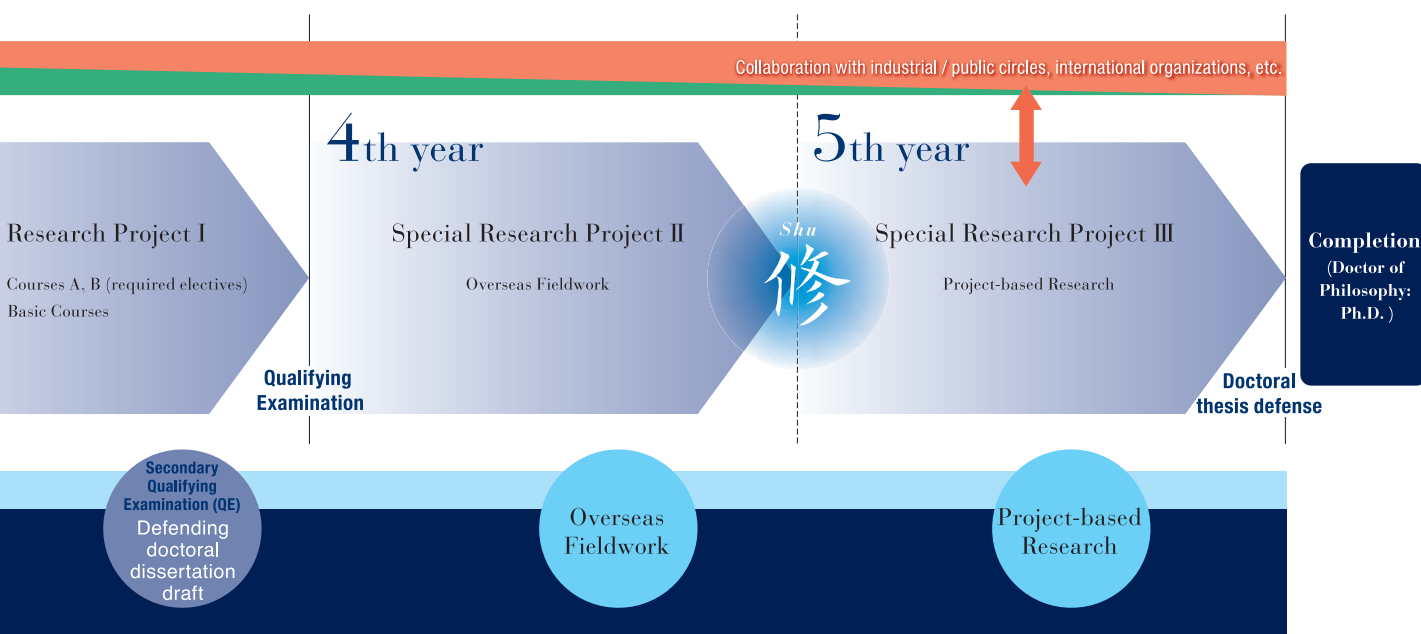 Collaboration with industrial / public circles, international organizations, etc.
4th year
5th year
Research Project I
Courses A, B (required electives)
Basic Courses
Special Research Project II
Overseas Fieldwork
Shu
修
Special Research Project III
Project-based Research
Completion
(Doctor of
Philosophy:
Ph.D. )
Qualifying
Examination
Doctoral
thesis defense
Secondary
Qualifying
Examination (QE)
Defending
doctoral
dissertation
draft
Overseas
Fieldwork
Project-based
Research